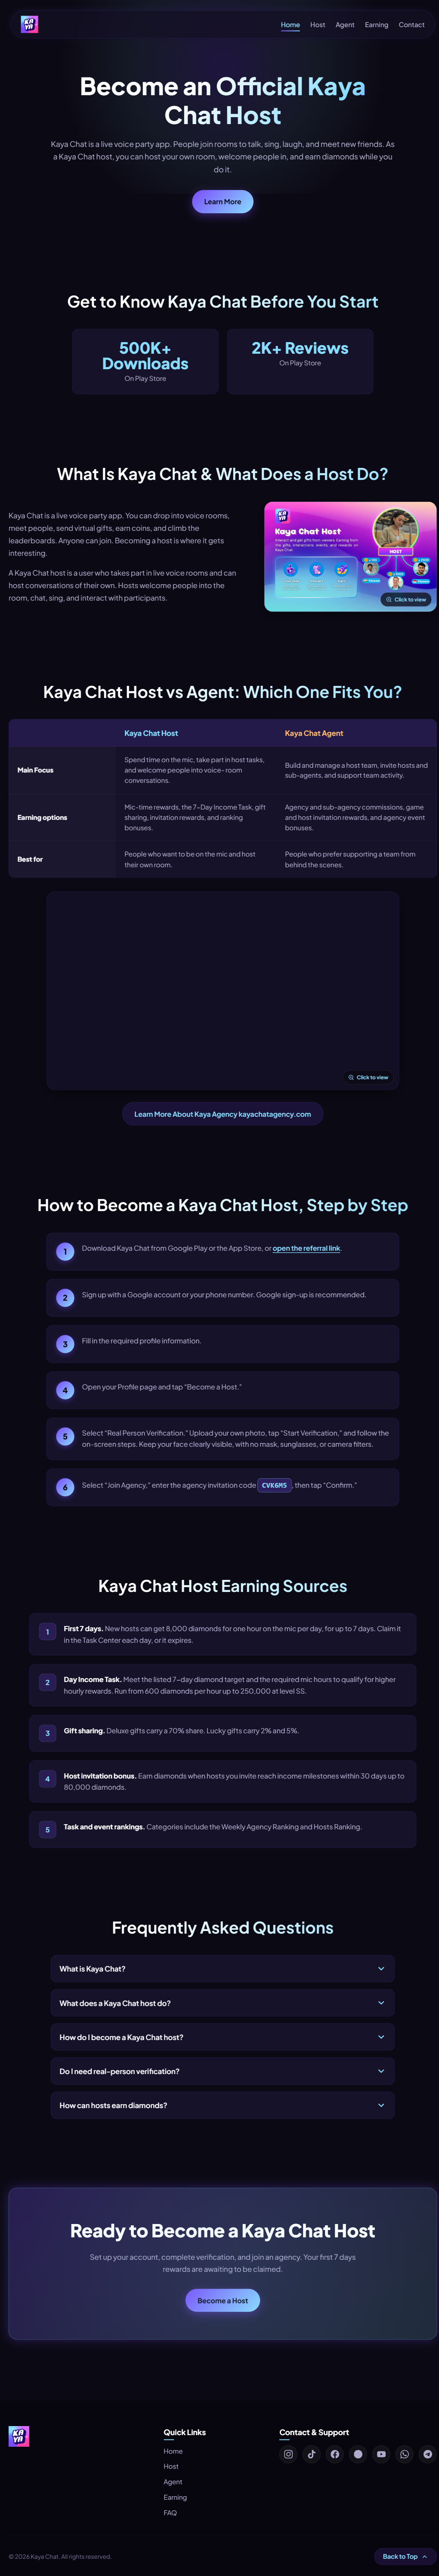 KA
YA
Home
Host
Agent
Earning
Contact
Become an Official Kaya
Chat Host
Kaya Chat is a live voice party app. People join rooms to talk, sing, laugh, and meet new friends. As
a Kaya Chat host, you can host your own room, welcome people in, and earn diamonds while you
do it.
Learn More
Get to Know Kaya Chat Before You Start
500K+
Downloads
On Play Store
2K+ Reviews
On Play Store
What Is Kaya Chat & What Does a Host Do?
Kaya Chat is a live voice party app. You can drop into voice rooms,
meet people, send virtual gifts, earn coins, and climb the
leaderboards. Anyone can join. Becoming a host is where it gets
interesting.
A Kaya Chat host is a user who takes part in live voice rooms and can
host conversations in their own. Hosts welcome people into the
room, chat, sing, and interact with participants.
KA
YA
Kaya Chat Host
HOST
Click to view
Kaya Chat Host vs Agent: Which One Fits You?
Kaya Chat Host
Kaya Chat Agent
Main Focus
Spend time on the mic, take part in host tasks,
and welcome people into voice-room
conversations.
Build and manage a host team, invite hosts and
sub-agents, and support team activity.
Earning options
Mic-time rewards, the 7-Day Income Task, gift
sharing, invitation rewards, and ranking
bonuses.
Agency and sub-agency commissions, game
and host invitation rewards, and agency event
bonuses.
Best for
People who want to be on the mic and host
their own room.
People who prefer supporting a team from
behind the scenes.
Click to view
Learn More About Kaya Agency kayachatagency.com
How to Become a Kaya Chat Host, Step by Step
1
Download Kaya Chat from Google Play or the App Store, or open the referral link.
2
Sign up with a Google account or your phone number. Google sign-up is recommended.
3
Fill in the required profile information.
4
Open your Profile page and tap "Become a Host."
5
Select "Real Person Verification." Upload your own photo, tap "Start Verification," and follow the
on-screen steps. Keep your face clearly visible, with no mask, sunglasses, or camera filters.
6
Select "Join Agency," enter the agency invitation code CVK6M5, then tap "Confirm."
Kaya Chat Host Earning Sources
1
First 7 days. New hosts can get 8,000 diamonds for one hour on the mic per day, for up to 7 days. Claim it
in the Task Center each day, or it expires.
2
Day Income Task. Meet the listed 7-day diamond target and the required mic hours to qualify for higher
hourly rewards. Run from 600 diamonds per hour up to 250,000 at level SS.
3
Gift sharing. Deluxe gifts carry a 70% share. Lucky gifts carry 2% and 5%.
4
Host invitation bonus. Earn diamonds when hosts you invite reach income milestones within 30 days up to
80,000 diamonds.
5
Task and event rankings. Categories include the Weekly Agency Ranking and Hosts Ranking.
Frequently Asked Questions
What is Kaya Chat?
What does a Kaya Chat host do?
How do I become a Kaya Chat host?
Do I need real-person verification?
How can hosts earn diamonds?
Ready to Become a Kaya Chat Host
Set up your account, complete verification, and join an agency. Your first 7 days
rewards are awaiting to be claimed.
Become a Host
KA
YA
Quick Links
Home
Host
Agent
Earning
FAQ
Contact & Support
© 2026 Kaya Chat. All rights reserved.
Back to Top